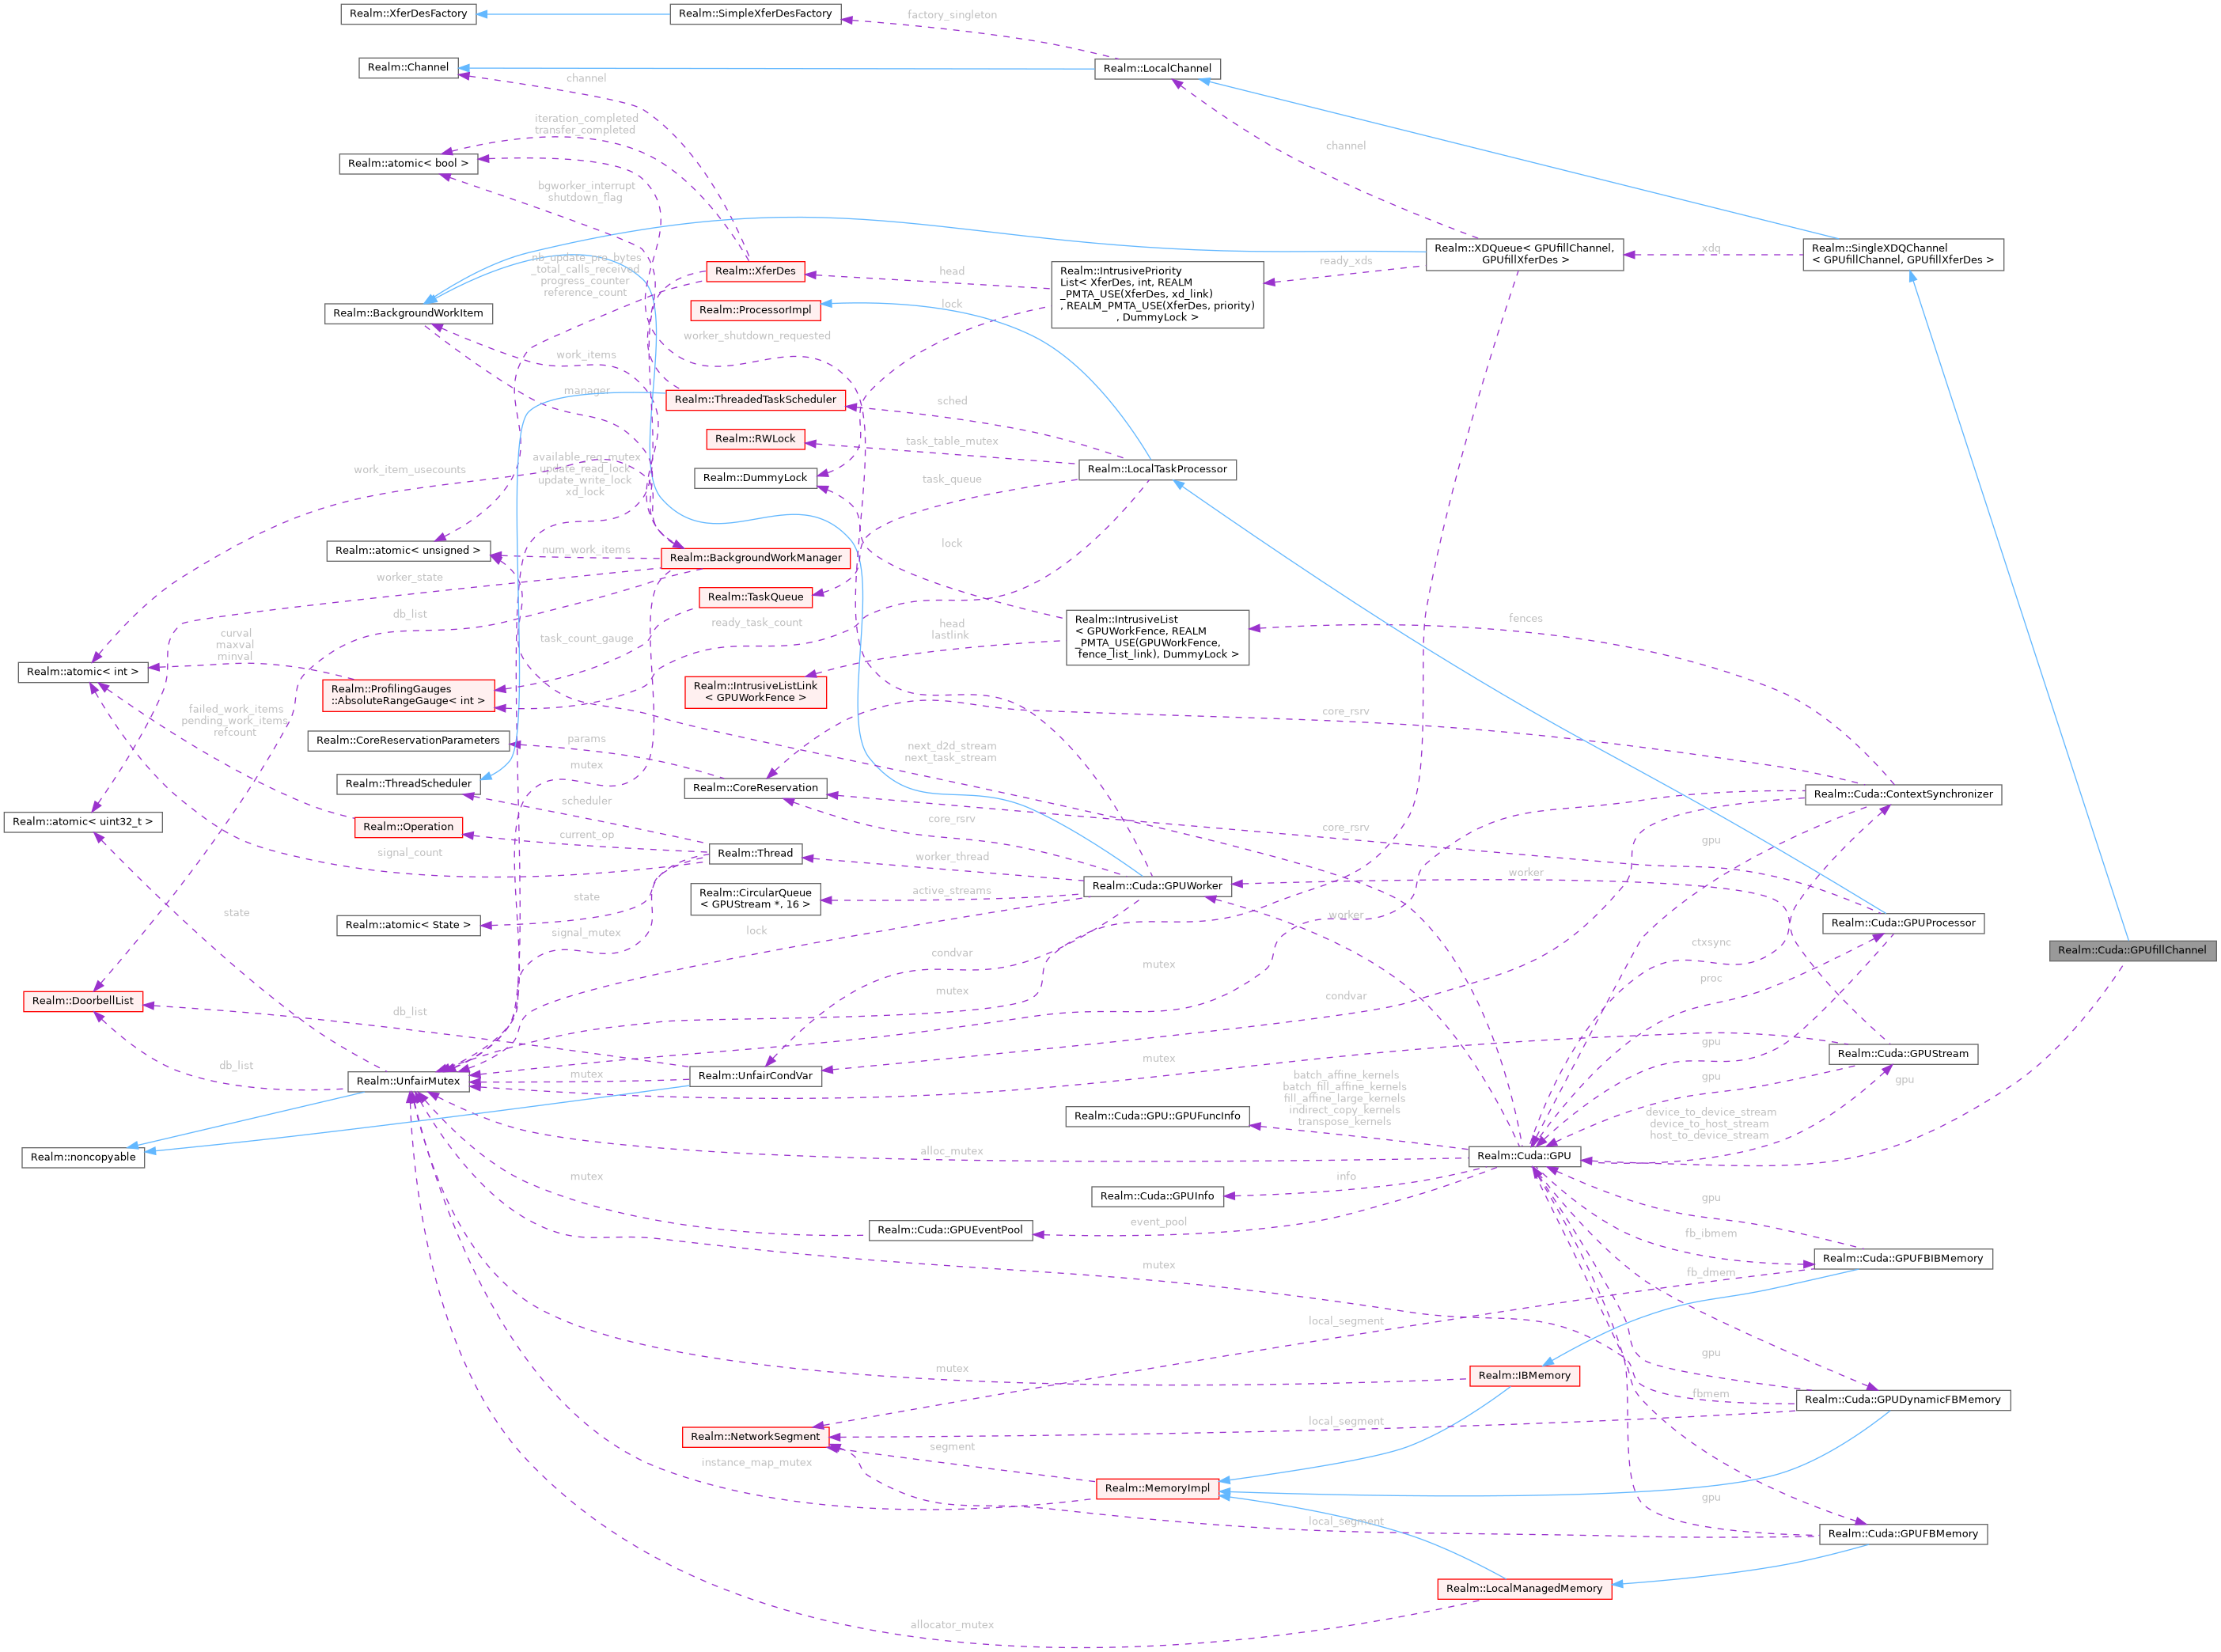 Realm::XferDesFactory
Realm::SimpleXferDesFactory
factory_singleton
Realm::Channel
Realm::LocalChannel
channel
iteration_completed
transfer_completed
channel
Realm::atomic< bool >
bgworker_interrupt
shutdown_flag
Realm::XDQueue< GPUfillChannel,
GPUfillXferDes >
xdq
Realm::SingleXDQChannel
< GPUfillChannel, GPUfillXferDes >
nb_update_pre_bytes
_total_calls_received
progress_counter
reference_count
Realm::XferDes
head
Realm::IntrusivePriority
List< XferDes, int, REALM
_PMTA_USE(XferDes, xd_link)
, REALM_PMTA_USE(XferDes, priority)
, DummyLock >
ready_xds
Realm::BackgroundWorkItem
Realm::ProcessorImpl
lock
worker_shutdown_requested
work_items
manager
Realm::ThreadedTaskScheduler
sched
Realm::RWLock
task_table_mutex
work_item_usecounts
available_req_mutex
update_read_lock
update_write_lock
xd_lock
Realm::DummyLock
task_queue
Realm::LocalTaskProcessor
Realm::atomic< unsigned >
num_work_items
Realm::BackgroundWorkManager
lock
worker_state
Realm::TaskQueue
db_list
ready_task_count
task_count_gauge
curval
maxval
minval
head
lastlink
Realm::IntrusiveList
< GPUWorkFence, REALM
_PMTA_USE(GPUWorkFence,
fence_list_link), DummyLock >
fences
Realm::atomic< int >
Realm::ProfilingGauges
::AbsoluteRangeGauge< int >
Realm::IntrusiveListLink
< GPUWorkFence >
failed_work_items
pending_work_items
refcount
core_rsrv
Realm::CoreReservationParameters
params
next_d2d_stream
next_task_stream
mutex
Realm::ThreadScheduler
Realm::CoreReservation
Realm::Cuda::ContextSynchronizer
scheduler
Realm::atomic< uint32_t >
Realm::Operation
core_rsrv
core_rsrv
current_op
gpu
signal_count
Realm::Thread
worker_thread
worker
Realm::Cuda::GPUWorker
Realm::CircularQueue
< GPUStream *, 16 >
active_streams
state
state
worker
Realm::atomic< State >
signal_mutex
lock
Realm::Cuda::GPUProcessor
ctxsync
Realm::Cuda::GPUfillChannel
condvar
mutex
proc
mutex
condvar
Realm::DoorbellList
db_list
gpu
mutex
Realm::Cuda::GPUStream
db_list
mutex
Realm::UnfairMutex
Realm::UnfairCondVar
gpu
gpu
batch_affine_kernels
batch_fill_affine_kernels
fill_affine_large_kernels
indirect_copy_kernels
transpose_kernels
Realm::Cuda::GPU::GPUFuncInfo
device_to_device_stream
device_to_host_stream
host_to_device_stream
Realm::noncopyable
alloc_mutex
Realm::Cuda::GPU
mutex
Realm::Cuda::GPUInfo
info
gpu
Realm::Cuda::GPUEventPool
event_pool
fb_ibmem
mutex
Realm::Cuda::GPUFBIBMemory
fb_dmem
local_segment
gpu
mutex
Realm::IBMemory
fbmem
Realm::Cuda::GPUDynamicFBMemory
Realm::NetworkSegment
local_segment
segment
instance_map_mutex
Realm::MemoryImpl
gpu
local_segment
Realm::Cuda::GPUFBMemory
Realm::LocalManagedMemory
allocator_mutex